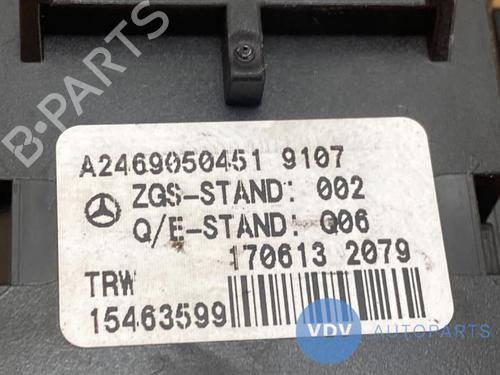 A2469050451 9107
ZGS-STAND: 002
Q/E-STAND: Q06
170613 2079
TRW
15463599
B-PARTS
VDV AUTOPARTS